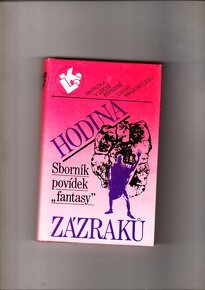 HODINA
Sborník
povídek
„fantasy"
ZÁZRAKŮ